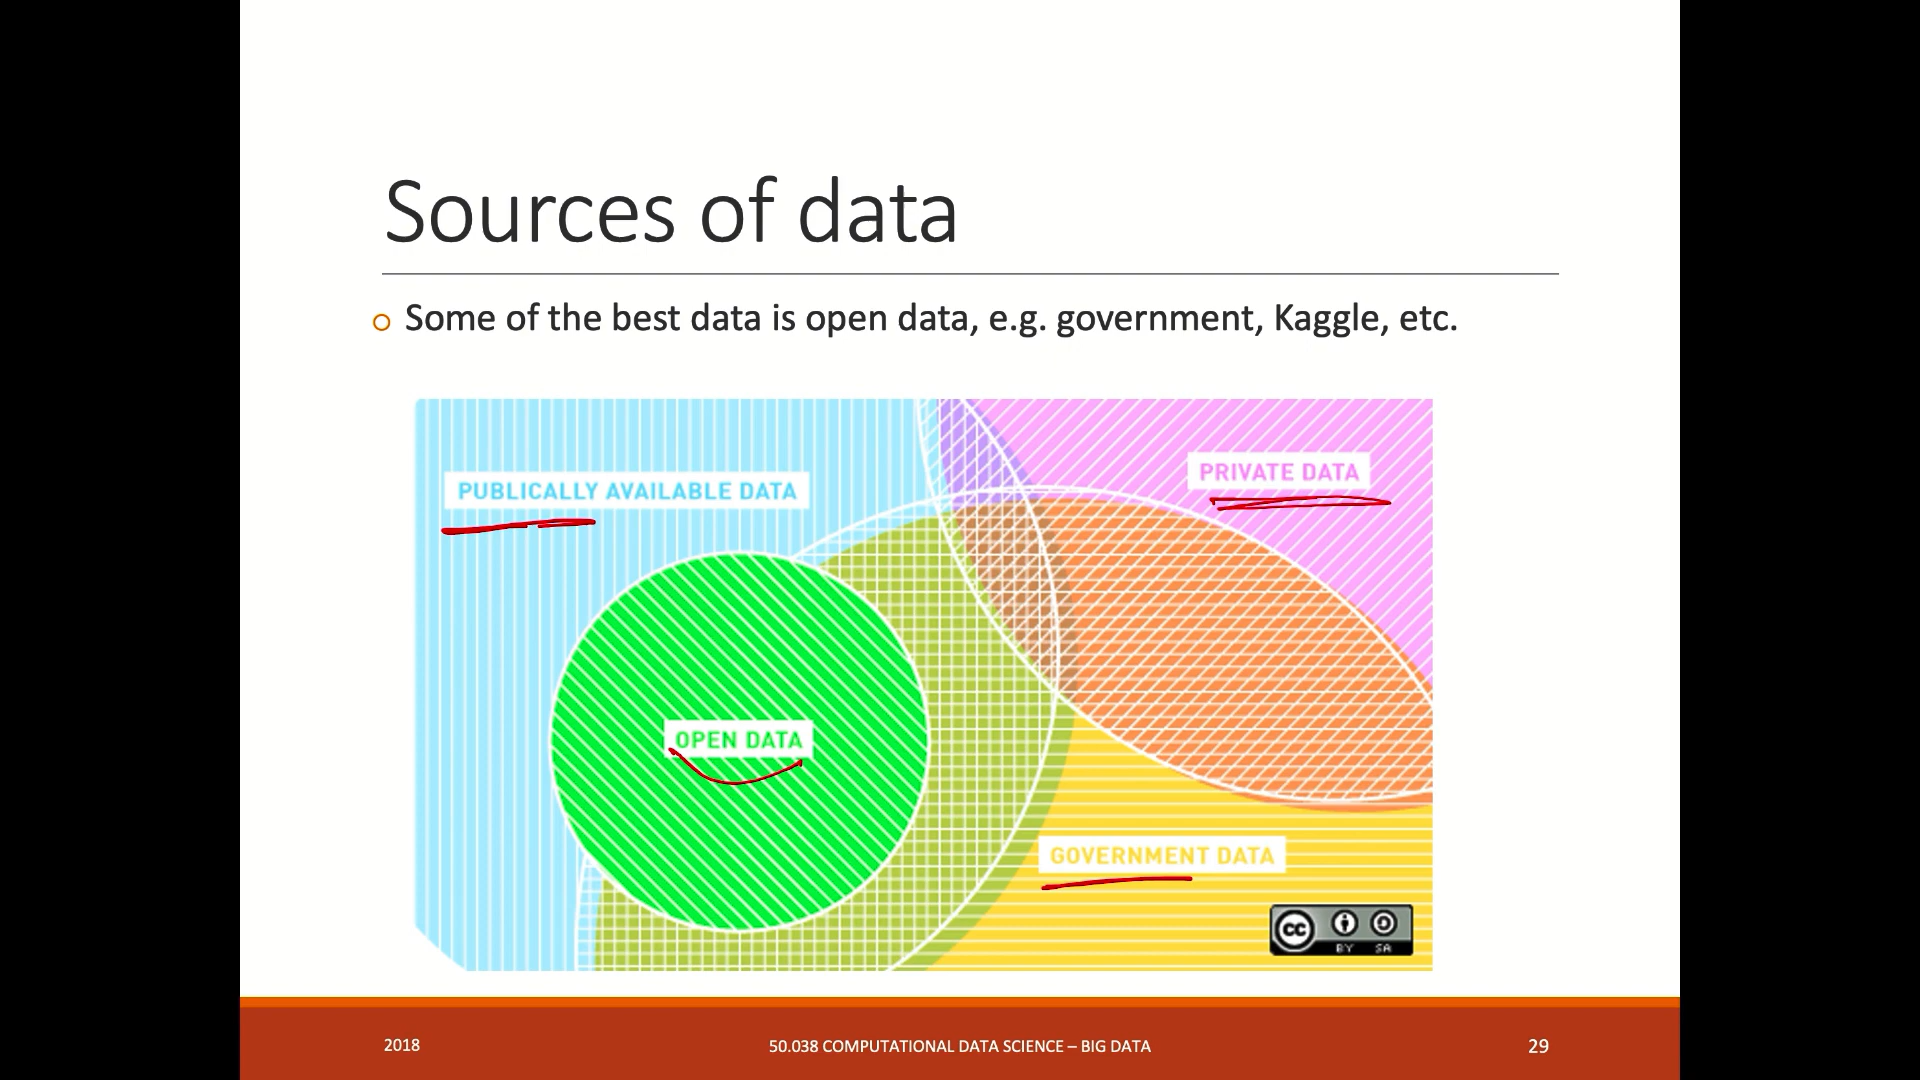 Sources of data
Some of the best data is open data, e.g. government, Kaggle, etc.
PUBLICALLY AVAILABLE DATA
PRIVATE DATA
OPEN DATA
GOVERNMENT DATA
cc
BY SA
2018
50.038 COMPUTATIONAL DATA SCIENCE – BIG DATA
29